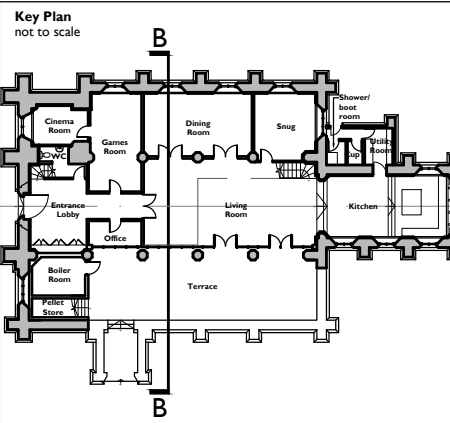 Key Plan
not to scale
B
Shower/
boot
room
Cinema
Room
Dining
Room
Snug
Games
Room
Utility
Room
WC
Cup
Entrance
Lobby
Living
Room
Kitchen
Office
Boiler
Room
Terrace
Pellet
Store
B